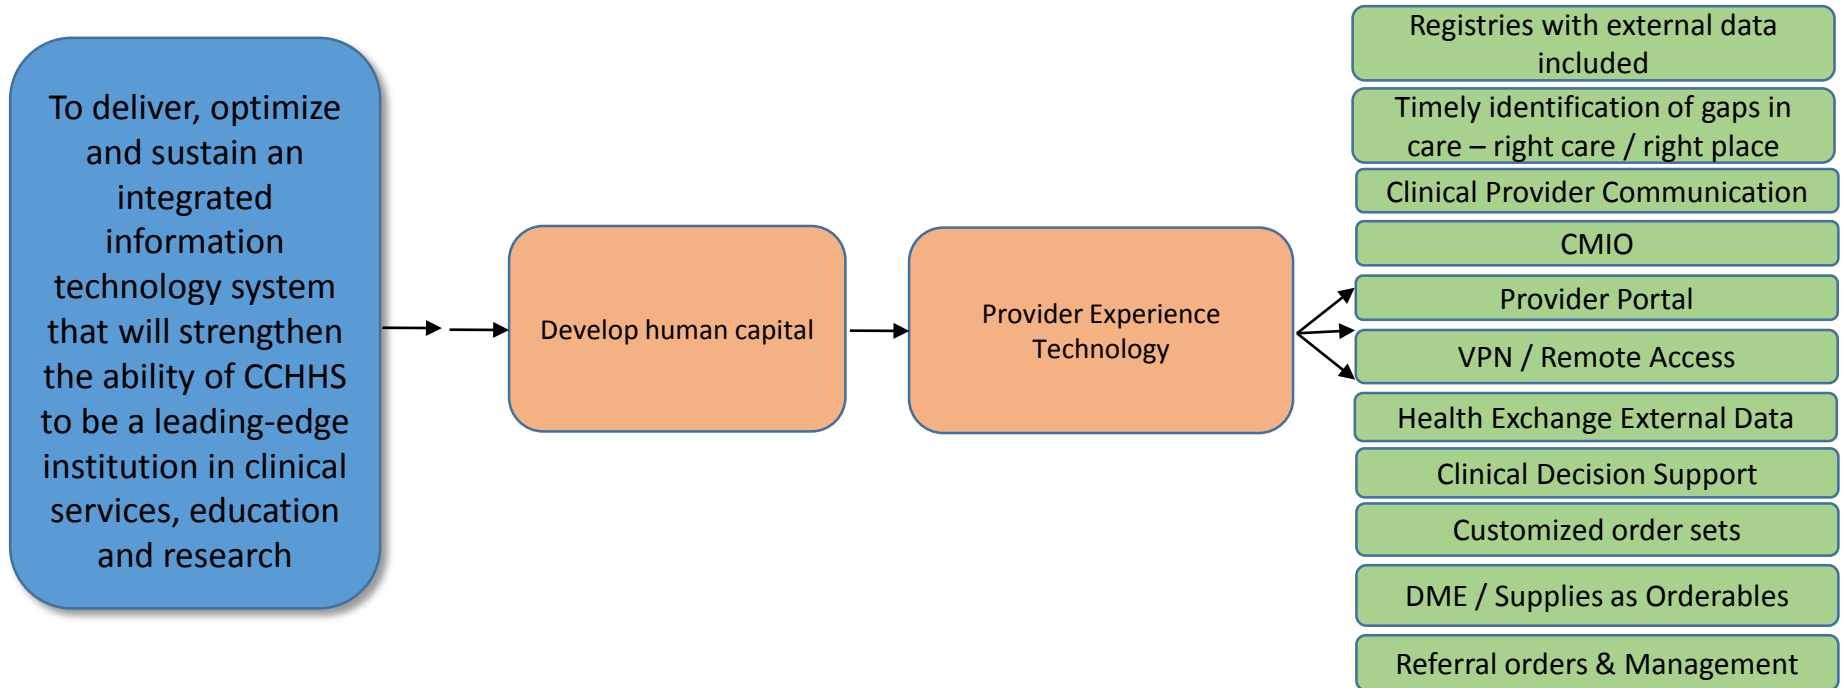 To deliver, optimize
and sustain an
integrated
information
technology system
that will strengthen
the ability of CCHHS
to be a leading-edge
institution in clinical
services, education
and research
Develop human capital
Provider Experience
Technology
Registries with external data
included
Timely identification of gaps in
care – right care / right place
Clinical Provider Communication
CMIO
Provider Portal
VPN / Remote Access
Health Exchange External Data
Clinical Decision Support
Customized order sets
DME / Supplies as Orderables
Referral orders & Management